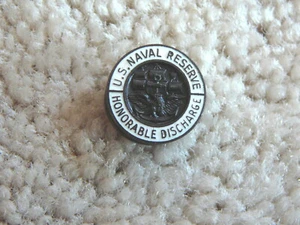 U.S. NAVAL RESERVE
HONORABLE DISCHARGE